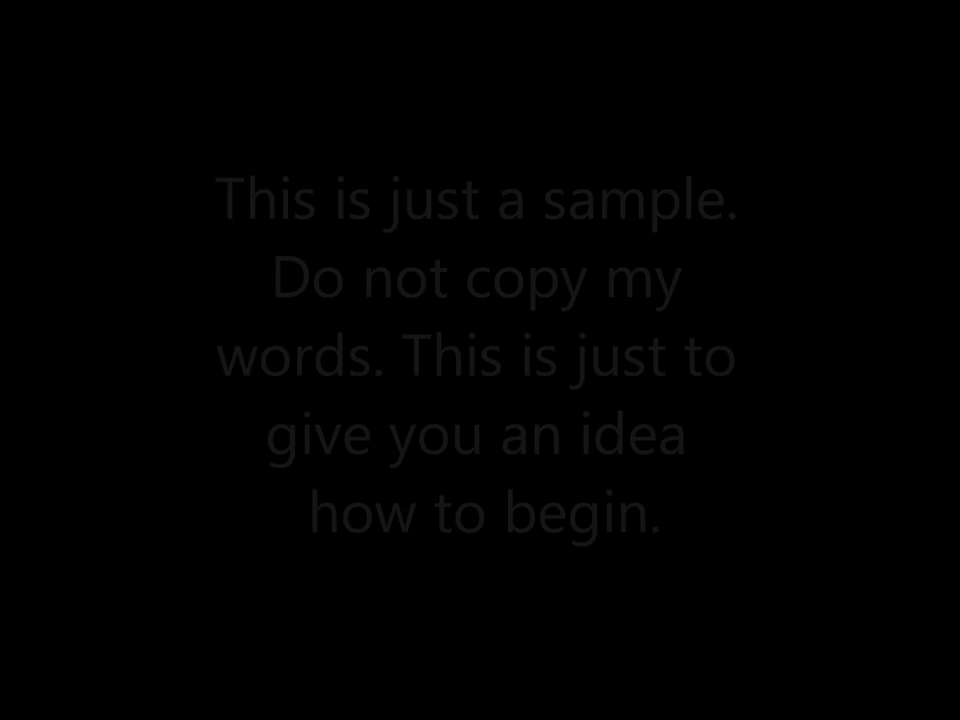 This is just a sample.
Do not copy my
words. This is just to
give you an idea
how to begin.